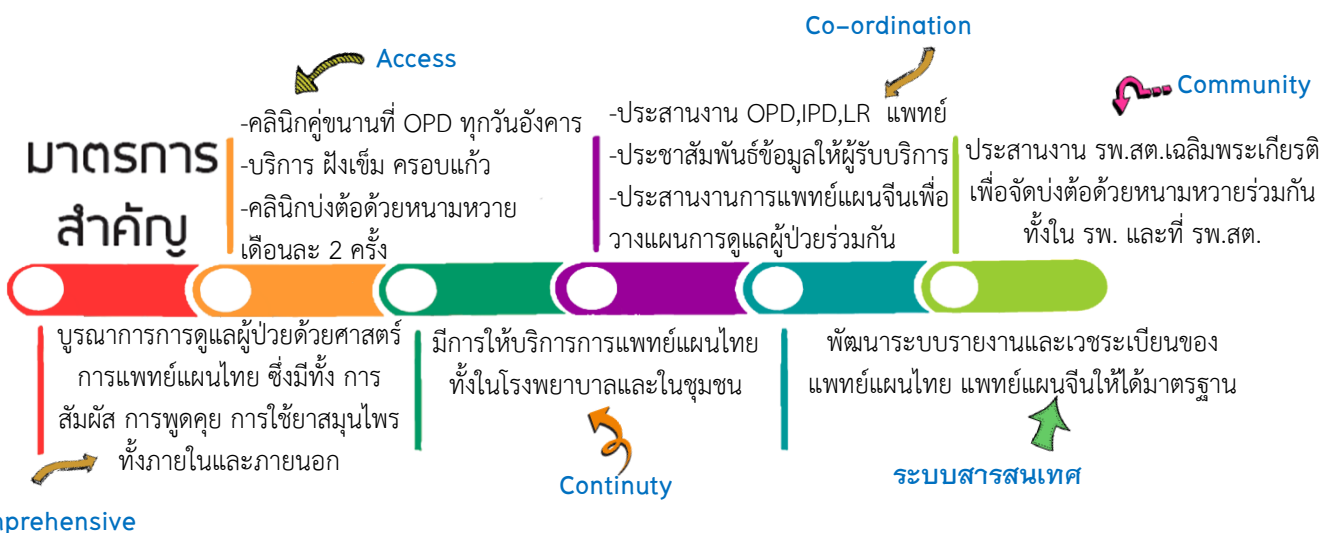 มาตรการ
สำคัญ
Access
-คลินิกคู่ขนานที่ OPD ทุกวันอังคาร
-บริการ ฝังเข็ม ครอบแก้ว
-คลินิกบ่งต้อด้วยหนามหวาย
เดือนละ 2 ครั้ง
Co-ordination
-ประสานงาน OPD,IPD,LR แพทย์
-ประชาสัมพันธ์ข้อมูลให้ผู้รับบริการ
-ประสานงานการแพทย์แผนจีนเพื่อ
วางแผนการดูแลผู้ป่วยร่วมกัน
Community
ประสานงาน รพ.สต.เฉลิมพระเกียรติ
เพื่อจัดบ่งต้อด้วยหนามหวายร่วมกัน
ทั้งใน รพ. และที่ รพ.สต.
บูรณาการการดูแลผู้ป่วยด้วยศาสตร์
การแพทย์แผนไทย ซึ่งมีทั้ง การ
สัมผัส การพูดคุย การใช้ยาสมุนไพร
ทั้งภายในและภายนอก
mprehensive
มีการให้บริการการแพทย์แผนไทย
ทั้งในโรงพยาบาลและในชุมชน
Continuty
พัฒนาระบบรายงานและเวชระเบียนของ
แพทย์แผนไทย แพทย์แผนจีนให้ได้มาตรฐาน
ระบบสารสนเทศ